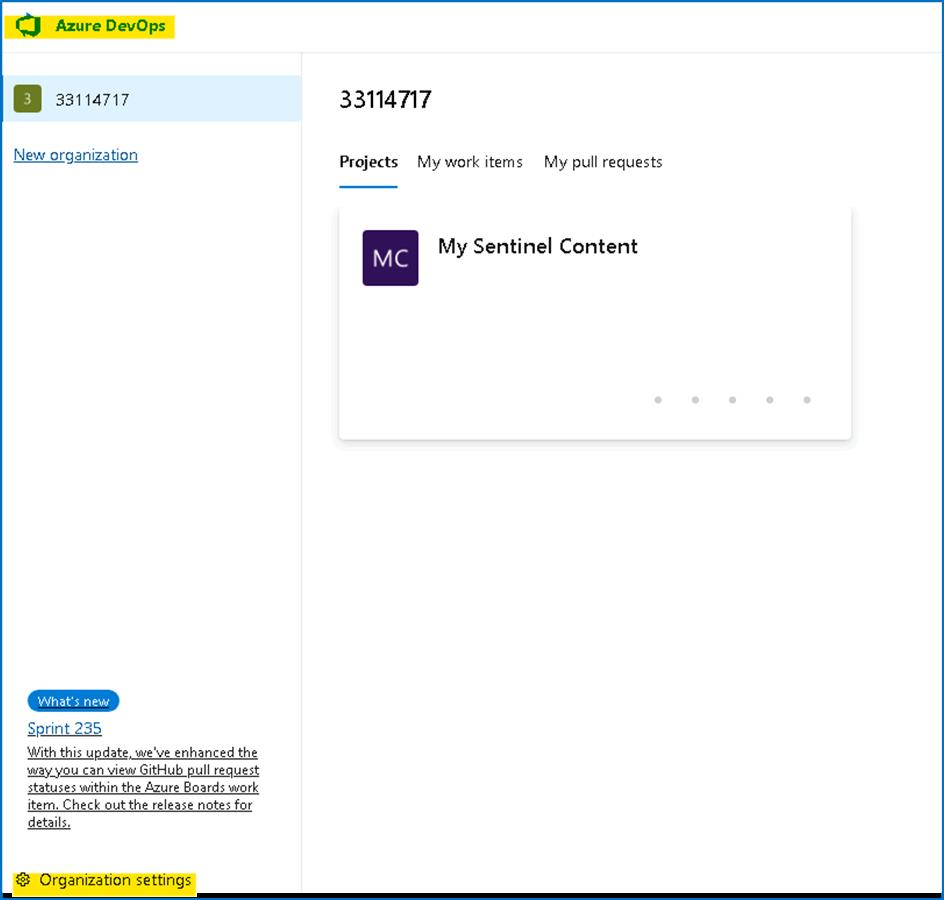 Azure DevOps
3 33114717
New organization
33114717
Projects My work items My pull requests
MC My Sentinel Content
What's new
Sprint 235
With this update, we've enhanced the
way you can view GitHub pull request
statuses within the Azure Boards work
item. Check out the release notes for
details.
Organization settings